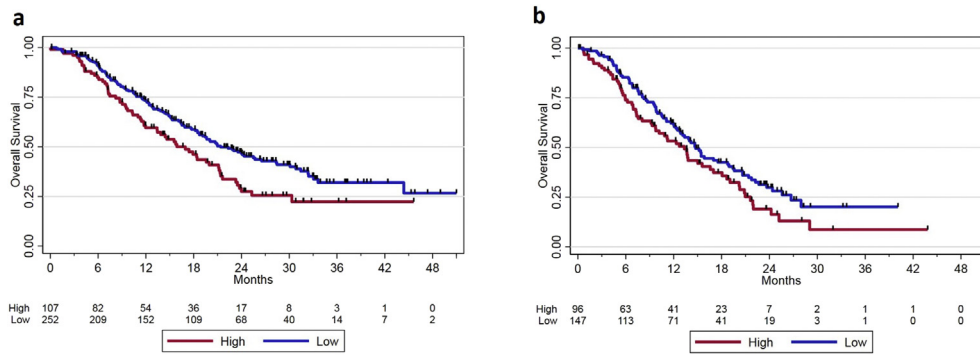 a
Overall Survival
1.00
0.75
0.50
0.25
0.00
0 6 12 18 24 30 36 42 48
Months
High 107 82 54 36 17 8 3 1 0
Low 252 209 152 109 68 40 14 7 2
High Low
b
Overall Survival
1.00
0.75
0.50
0.25
0.00
0 6 12 18 24 30 36 42 48
Months
High 96 63 41 23 7 2 1 1 0
Low 147 113 71 41 19 3 1 0 0
High Low